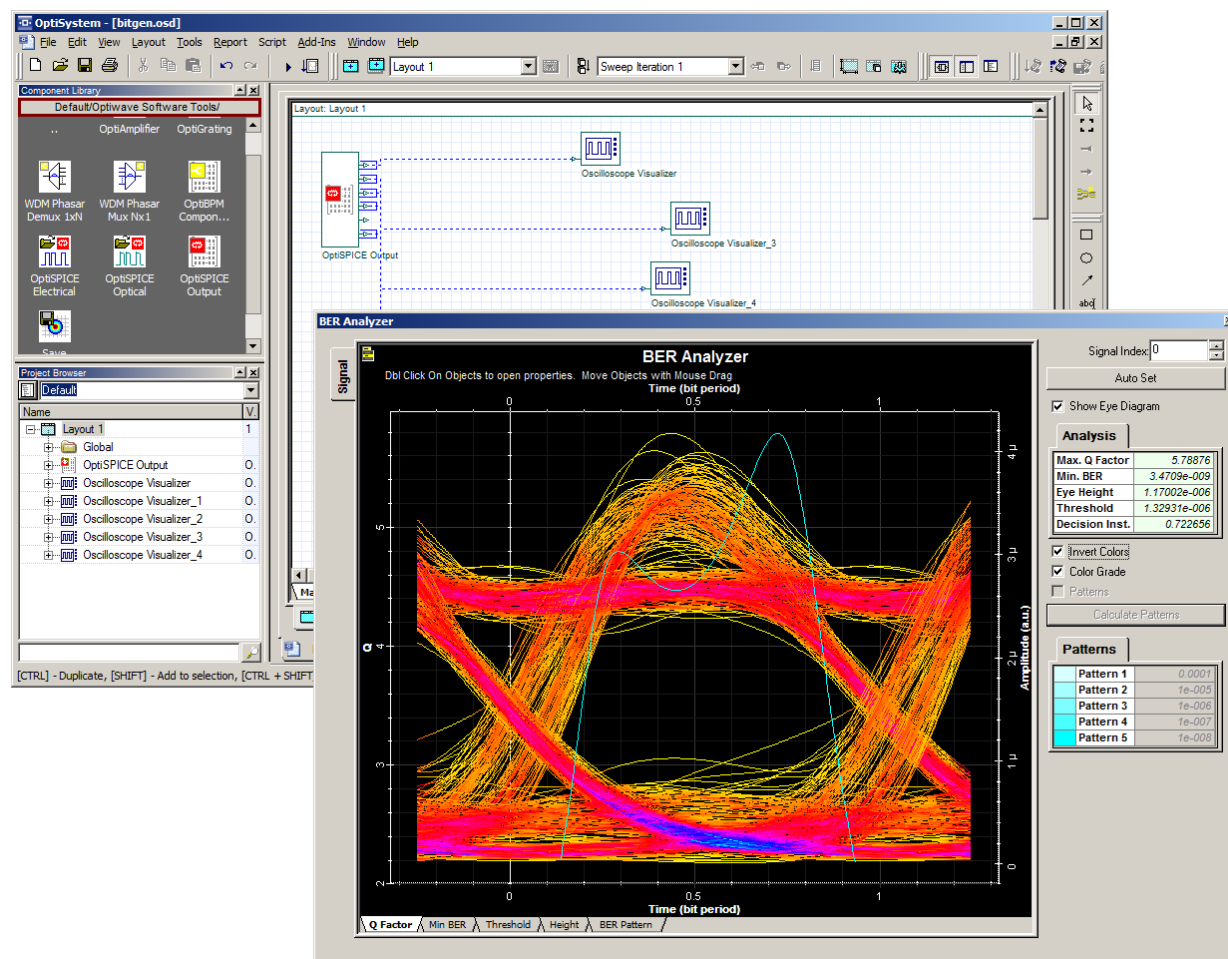 OptiSystem - [bitgen.osd]
File Edit View Layout Tools Report Script Add-Ins Window Help
Layout 1
Sweep Iteration 1
Component Library
Default/Optiwave Software Tools/
.. OptiAmplifier OptiGrating
WDM Phasar Demux 1xN
WDM Phasar Mux Nx1
OptiBPM Compon...
OptiSPICE Electrical
OptiSPICE Optical
OptiSPICE Output
Save
Project Browser
Default
Name V.
Layout 1 1
Global
OptiSPICE Output O.
Oscilloscope Visualizer O.
Oscilloscope Visualizer_1 O.
Oscilloscope Visualizer_2 O.
Oscilloscope Visualizer_3 O.
Oscilloscope Visualizer_4 O.
[CTRL] - Duplicate, [SHIFT] - Add to selection, [CTRL + SHIFT]
Layout: Layout 1
OptiSPICE Output
Oscilloscope Visualizer
Oscilloscope Visualizer_3
Oscilloscope Visualizer_4
Ma
BER Analyzer
Signal
BER Analyzer
Dbl Click On Objects to open properties. Move Objects with Mouse Drag
Time (bit period)
0 0.5 1
Q
5
4
3
2
4 µ
3 µ
2 µ
1 µ
0
Amplitude (a.u.)
0 0.5 1
Time (bit period)
Q Factor Min BER Threshold Height BER Pattern
Signal Index: 0
Auto Set
Show Eye Diagram
Analysis
Max. Q Factor 5.78876
Min. BER 3.4709e-009
Eye Height 1.17002e-006
Threshold 1.32931e-006
Decision Inst. 0.722656
Invert Colors
Color Grade
Patterns
Calculate Patterns
Patterns
Pattern 1 0.0001
Pattern 2 1e-005
Pattern 3 1e-006
Pattern 4 1e-007
Pattern 5 1e-008